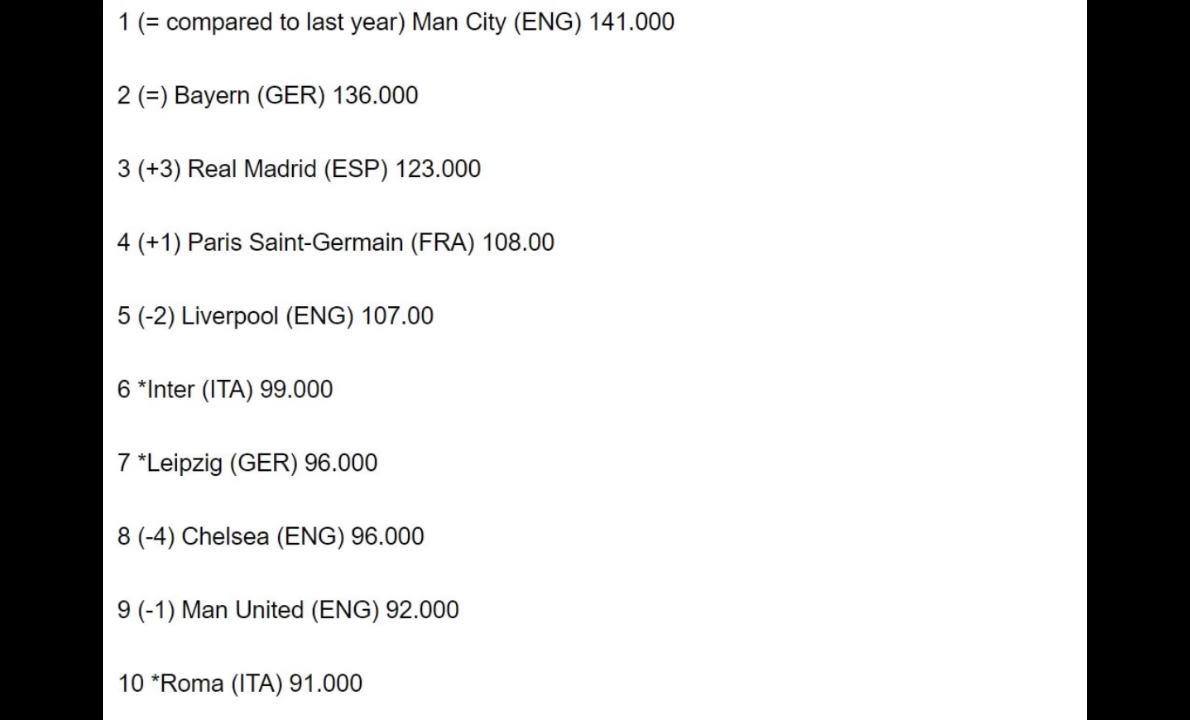 1 (= compared to last year) Man City (ENG) 141.000
2 (=) Bayern (GER) 136.000
3 (+3) Real Madrid (ESP) 123.000
4 (+1) Paris Saint-Germain (FRA) 108.00
5 (-2) Liverpool (ENG) 107.00
6 *Inter (ITA) 99.000
7 *Leipzig (GER) 96.000
8 (-4) Chelsea (ENG) 96.000
9 (-1) Man United (ENG) 92.000
10 *Roma (ITA) 91.000